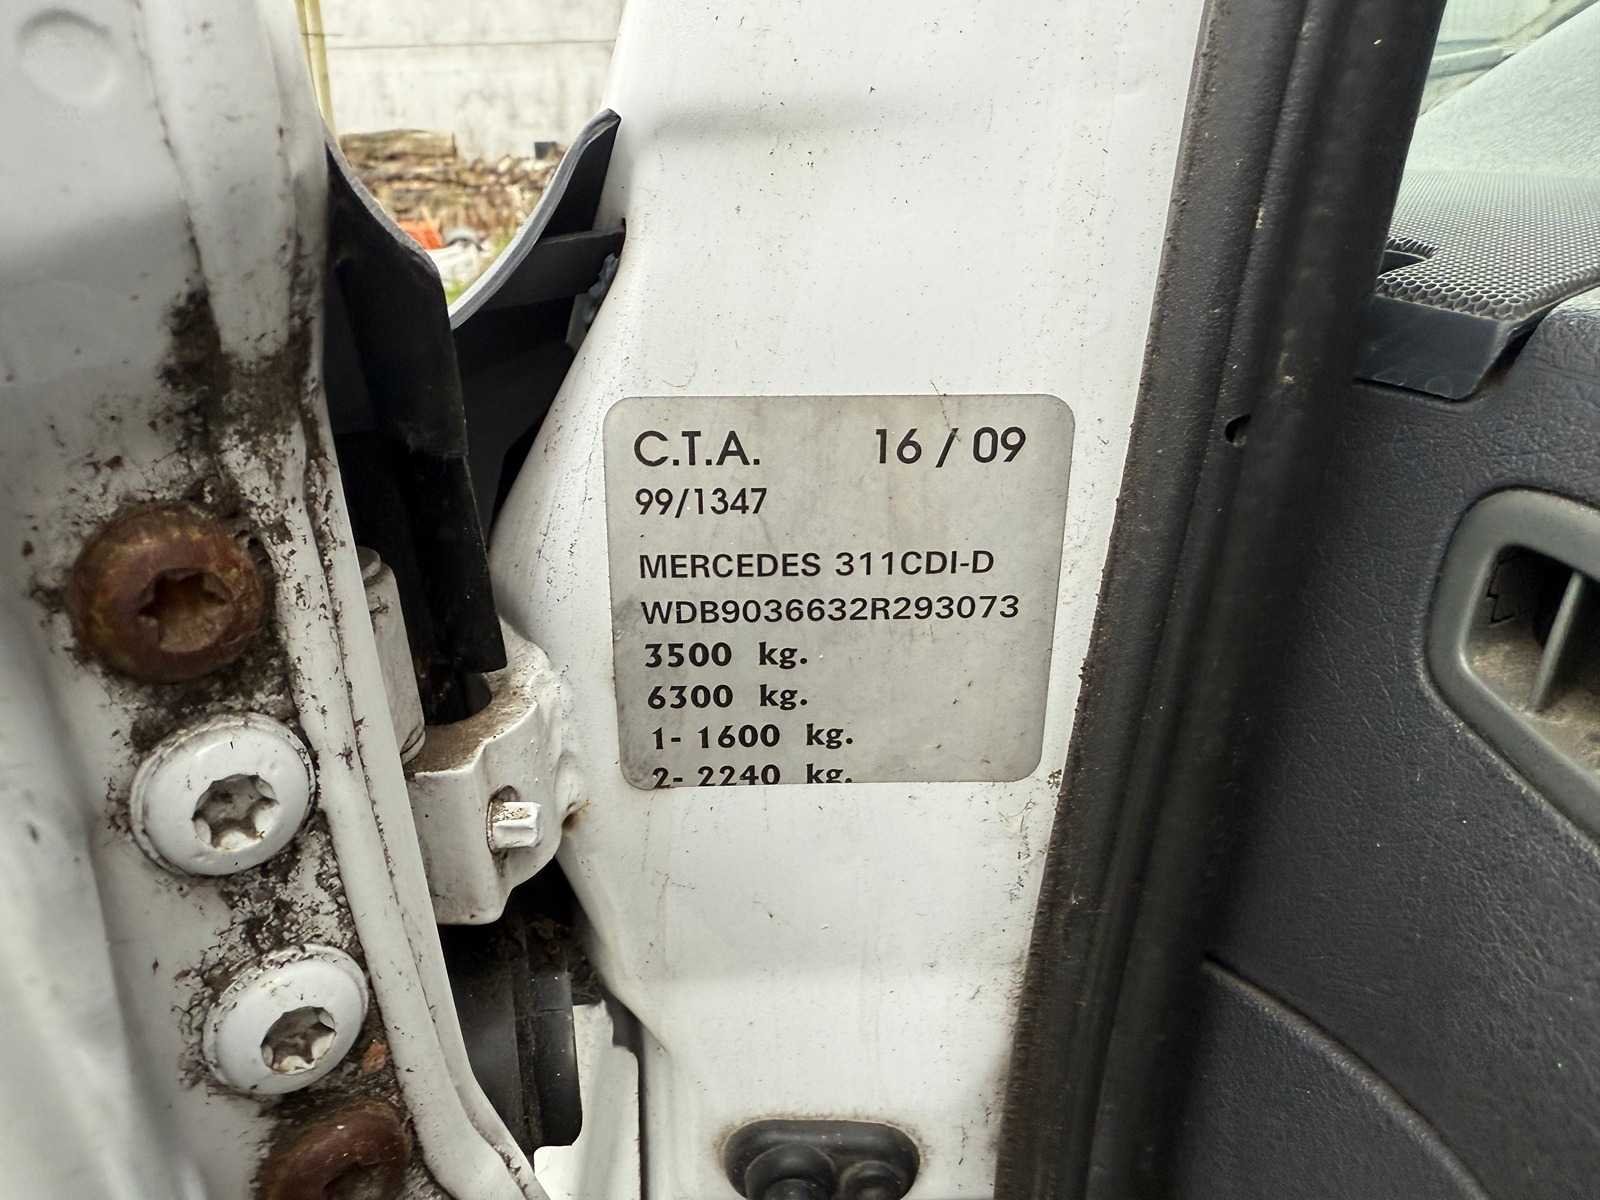 C.T.A. 16 / 09
99/1347
MERCEDES 311CDI-D
WDB9036632R293073
3500 kg.
6300 kg.
1- 1600 kg.
2- 2240 kg.